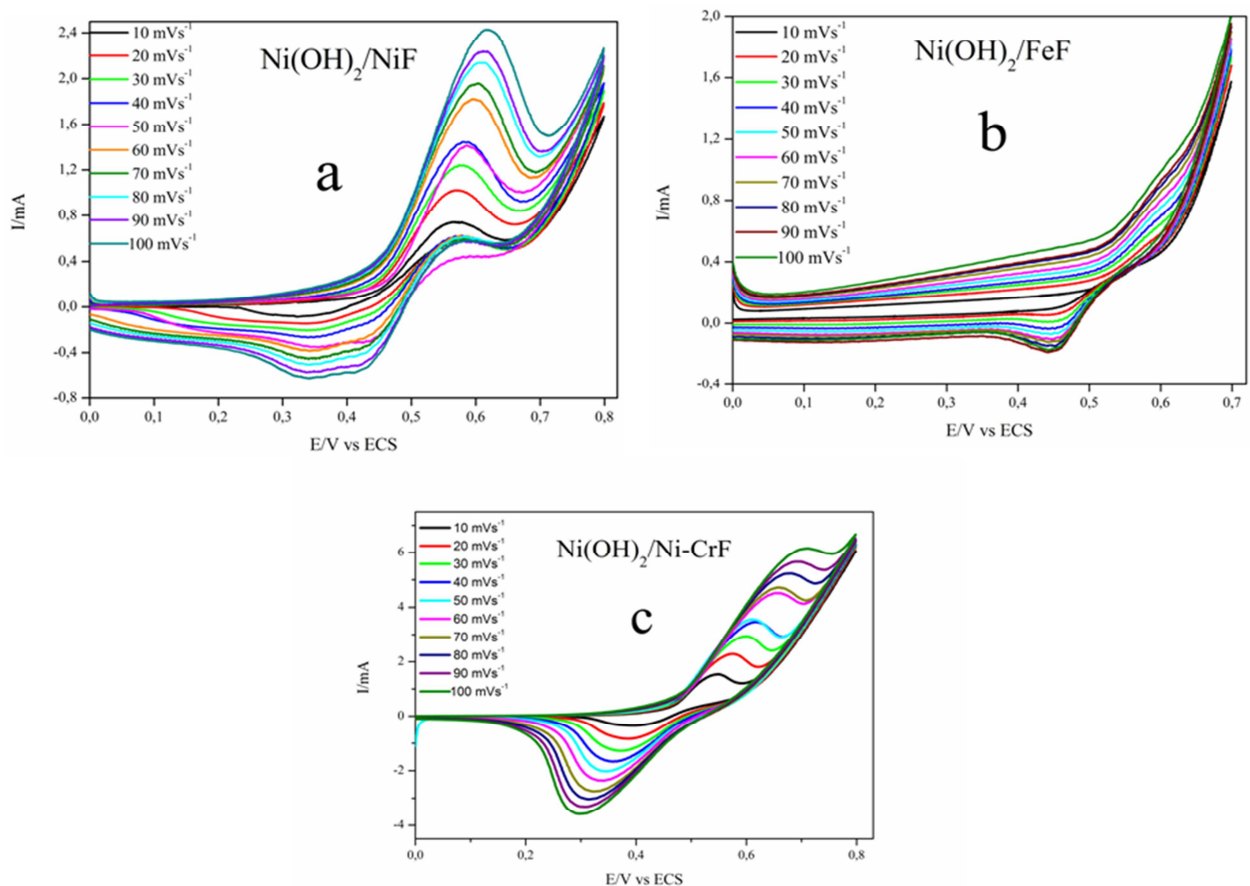 Ni(OH)₂/NiF
a
10 mVs⁻¹
20 mVs⁻¹
30 mVs⁻¹
40 mVs⁻¹
50 mVs⁻¹
60 mVs⁻¹
70 mVs⁻¹
80 mVs⁻¹
90 mVs⁻¹
100 mVs⁻¹
I/mA
2,4
2,0
1,6
1,2
0,8
0,4
0,0
-0,4
-0,8
0,0 0,1 0,2 0,3 0,4 0,5 0,6 0,7 0,8
E/V vs ECS
Ni(OH)₂/FeF
b
10 mVs⁻¹
20 mVs⁻¹
30 mVs⁻¹
40 mVs⁻¹
50 mVs⁻¹
60 mVs⁻¹
70 mVs⁻¹
80 mVs⁻¹
90 mVs⁻¹
100 mVs⁻¹
I/mA
2,0
1,6
1,2
0,8
0,4
0,0
-0,4
0,0 0,1 0,2 0,3 0,4 0,5 0,6 0,7
E/V vs ECS
Ni(OH)₂/Ni-CrF
c
10 mVs⁻¹
20 mVs⁻¹
30 mVs⁻¹
40 mVs⁻¹
50 mVs⁻¹
60 mVs⁻¹
70 mVs⁻¹
80 mVs⁻¹
90 mVs⁻¹
100 mVs⁻¹
I/mA
6
4
2
0
-2
-4
0,0 0,2 0,4 0,6 0,8
E/V vs ECS